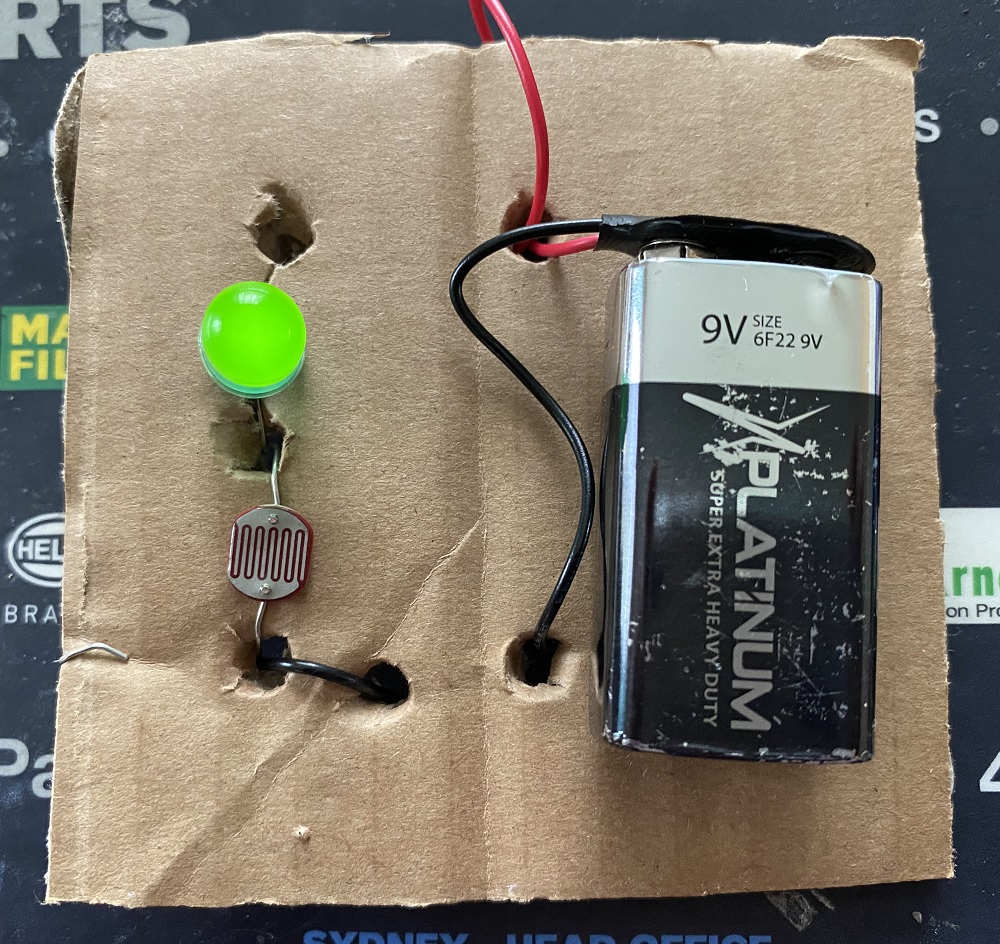 RTS
s
9V SIZE
6F22 9V
MA
FIL
PLATINUM
SUPER EXTRA HEAVY DUTY
HEL
BRA
arn
on Pro
Pa
4
SYDNEY HEAD OFFICE